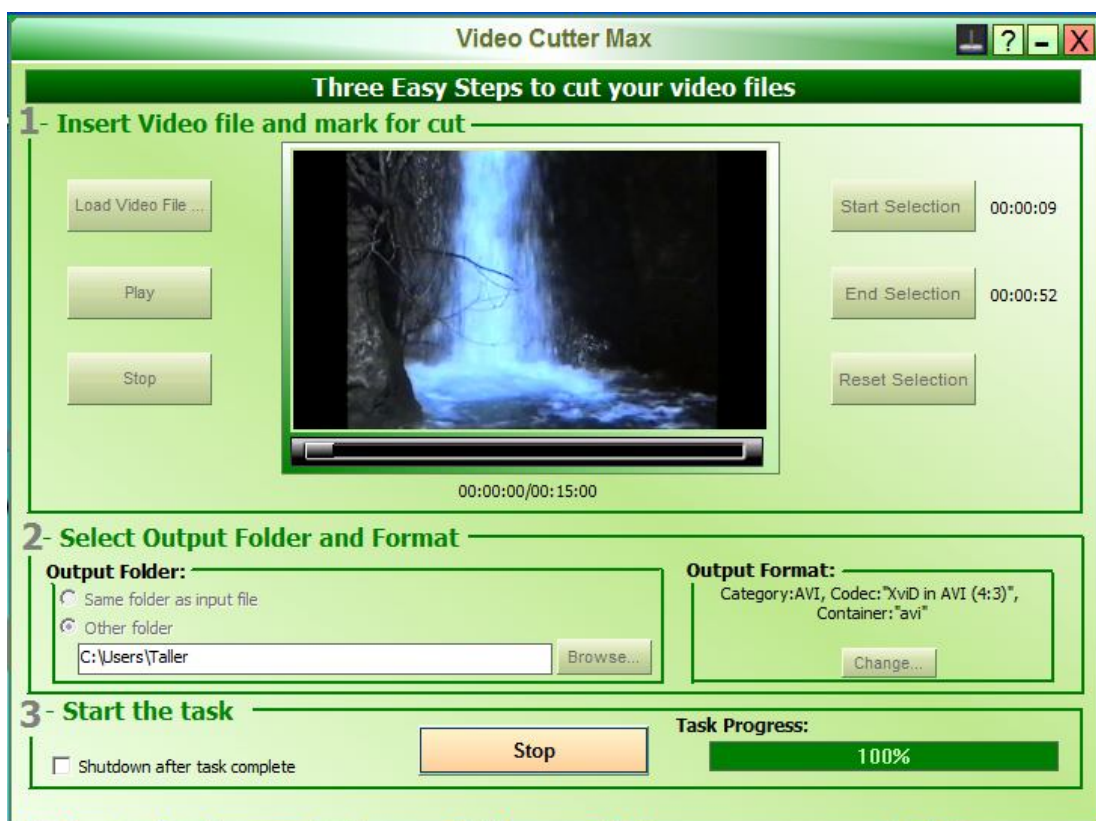 Video Cutter Max
?
-
X
Three Easy Steps to cut your video files
1- Insert Video file and mark for cut
Load Video File ...
Start Selection 00:00:09
Play
End Selection 00:00:52
Stop
Reset Selection
00:00:00/00:15:00
2- Select Output Folder and Format
Output Folder:
Same folder as input file
Other folder
C:\Users\Taller
Browse...
Output Format:
Category:AVI, Codec:"XviD in AVI (4:3)",
Container:"avi"
Change...
3- Start the task
Shutdown after task complete
Stop
Task Progress:
100%